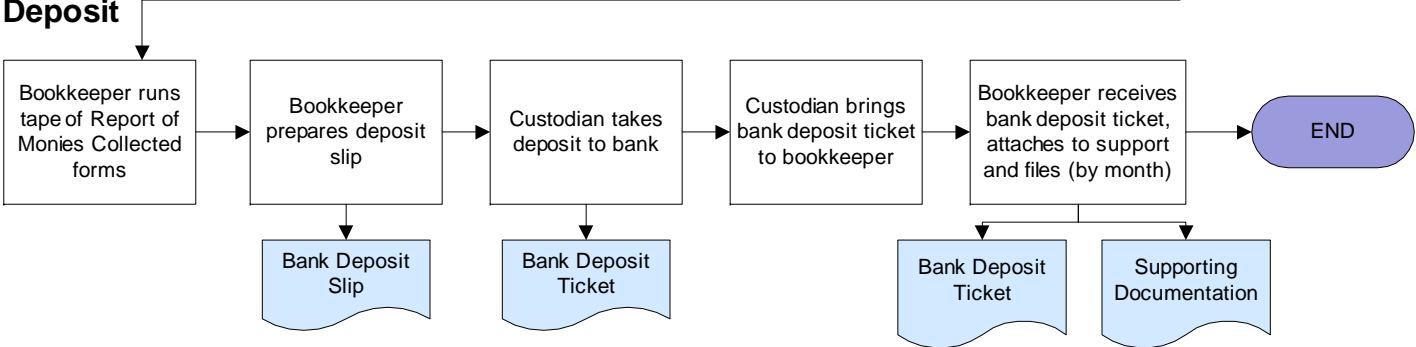 Deposit
Bookkeeper runs
tape of Report of
Monies Collected
forms
Bookkeeper
prepares deposit
slip
Custodian takes
deposit to bank
Custodian brings
bank deposit ticket
to bookkeeper
Bookkeeper receives
bank deposit ticket,
attaches to support
and files (by month)
END
Bank Deposit
Slip
Bank Deposit
Ticket
Bank Deposit
Ticket
Supporting
Documentation